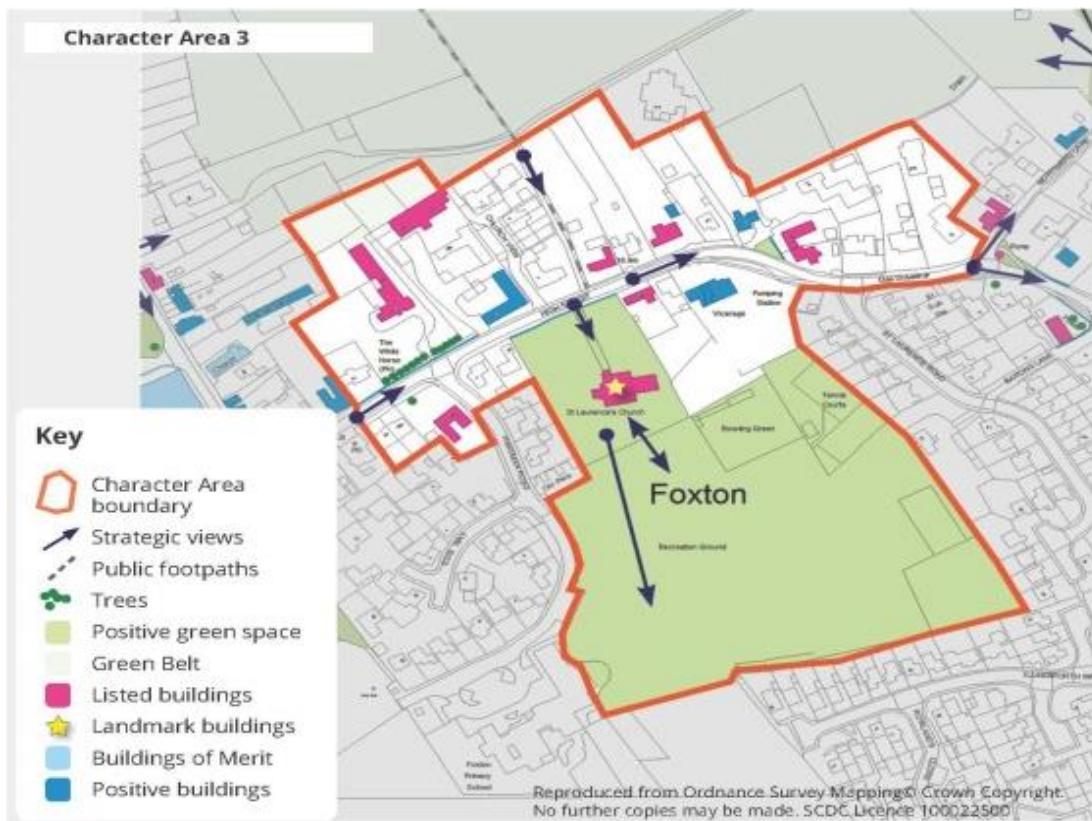 Character Area 3
The
White
Horse
(PH)
Vicarage
Pumping
Station
St Laurence's Church
Bowling Green
Tennis
Courts
Foxton
Recreation Ground
Foxton
Primary
School
Key
Character Area
boundary
Strategic views
Public footpaths
Trees
Positive green space
Green Belt
Listed buildings
Landmark buildings
Buildings of Merit
Positive buildings
Reproduced from Ordnance Survey Mapping© Crown Copyright.
No further copies may be made. SCDC Licence 100022500